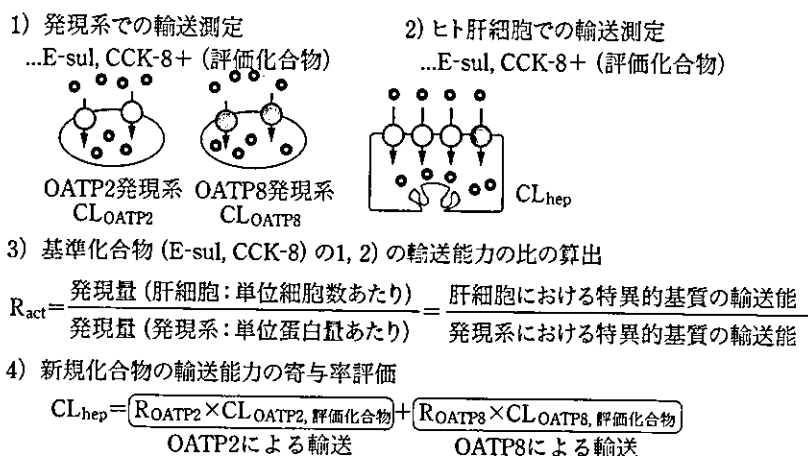 1) 発現系での輸送測定
…E-sul, CCK-8+ (評価化合物)
OATP2発現系 OATP8発現系
CL_OATP2 CL_OATP8
2) ヒト肝細胞での輸送測定
…E-sul, CCK-8+ (評価化合物)
CL_hep
3) 基準化合物 (E-sul, CCK-8) の1, 2) の輸送能力の比の算出
R_act= 発現量 (肝細胞:単位細胞数あたり) / 発現量 (発現系:単位蛋白量あたり) = 肝細胞における特異的基質の輸送能 / 発現系における特異的基質の輸送能
4) 新規化合物の輸送能力の寄与率評価
CL_hep=R_OATP2×CL_OATP2, 評価化合物+R_OATP8×CL_OATP8, 評価化合物
OATP2による輸送 OATP8による輸送